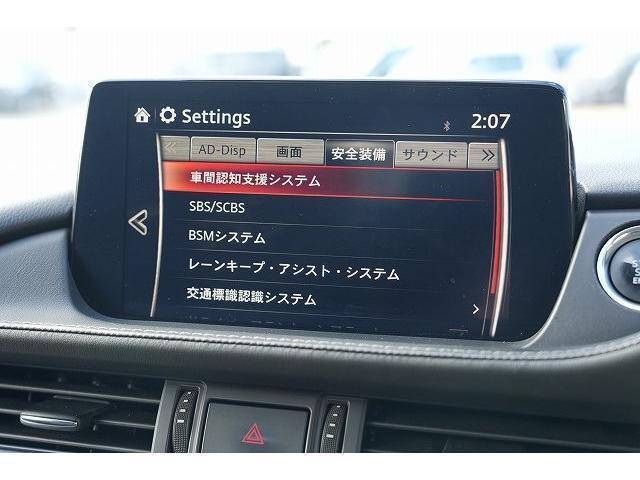 Settings
2:07
AD-Disp
画面
安全装備
サウンド
車間認知支援システム
SBS/SCBS
BSMシステム
レーンキープ・アシスト・システム
交通標識認識システム